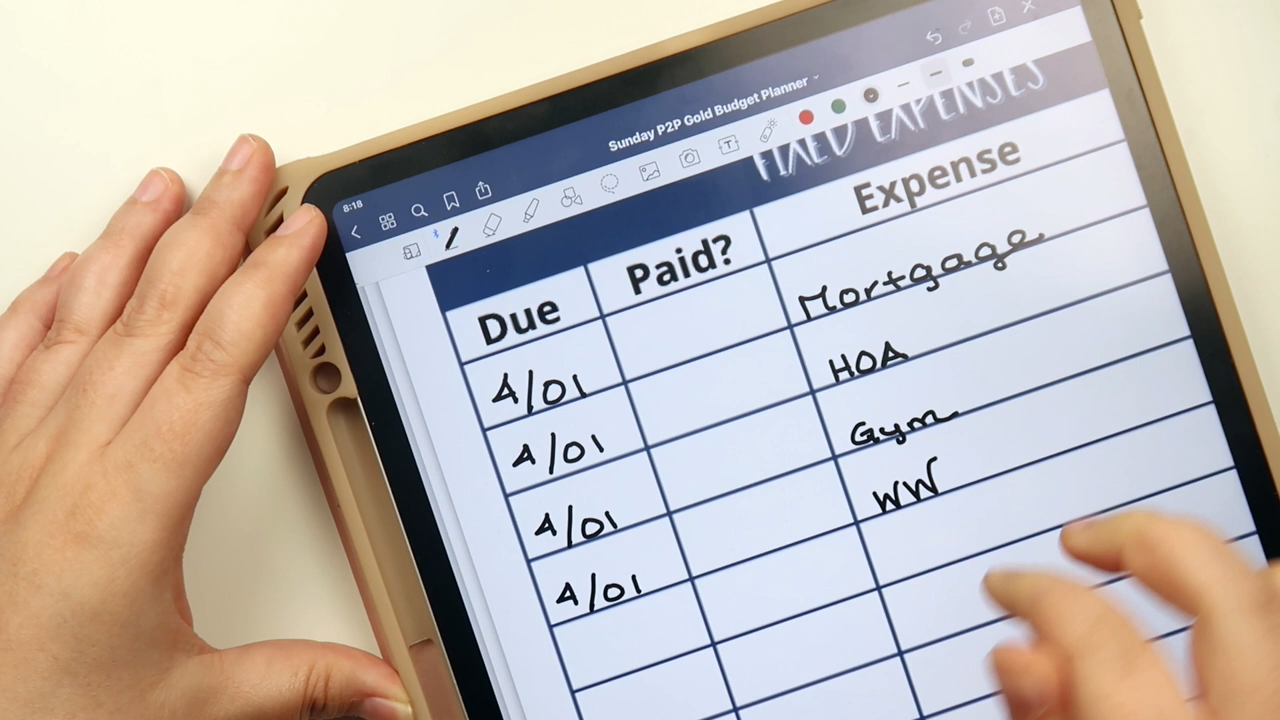 8:18
Sunday P2P Gold Budget Planner
FIXED EXPENSES
Due Paid? Expense
4/01 Mortgage
4/01 HOA
4/01 Gym
4/01 WW